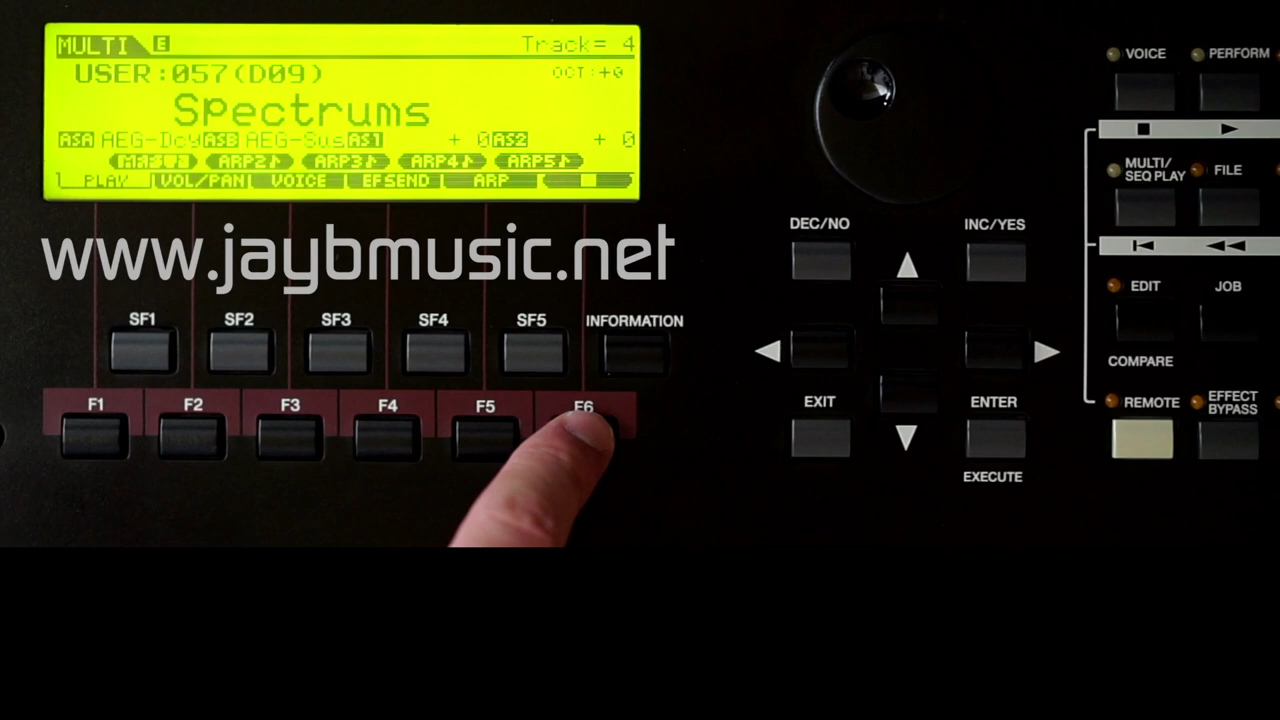 MULTI E Track= 4
USER:057(D09) OCT:+0
Spectrums
ASA AEG-Dcy ASB AEG-Sus AS1 + 0 AS2 + 0
ARP2♪ ARP3♪ ARP4♪ ARP5♪
PLAY VOL/PAN VOICE EF SEND ARP
www.jaybmusic.net
SF1 SF2 SF3 SF4 SF5 INFORMATION
F1 F2 F3 F4 F5 F6
DEC/NO INC/YES
EXIT ENTER
EXECUTE
VOICE PERFORM
MULTI/
SEQ PLAY FILE
EDIT JOB
COMPARE
REMOTE EFFECT
BYPASS